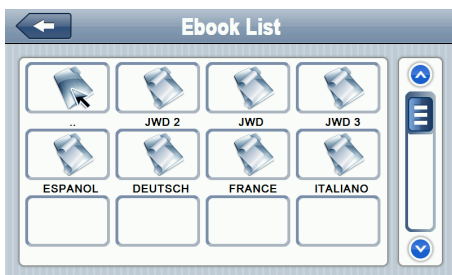 Ebook List
.. JWD 2 JWD JWD 3
ESPANOL DEUTSCH FRANCE ITALIANO